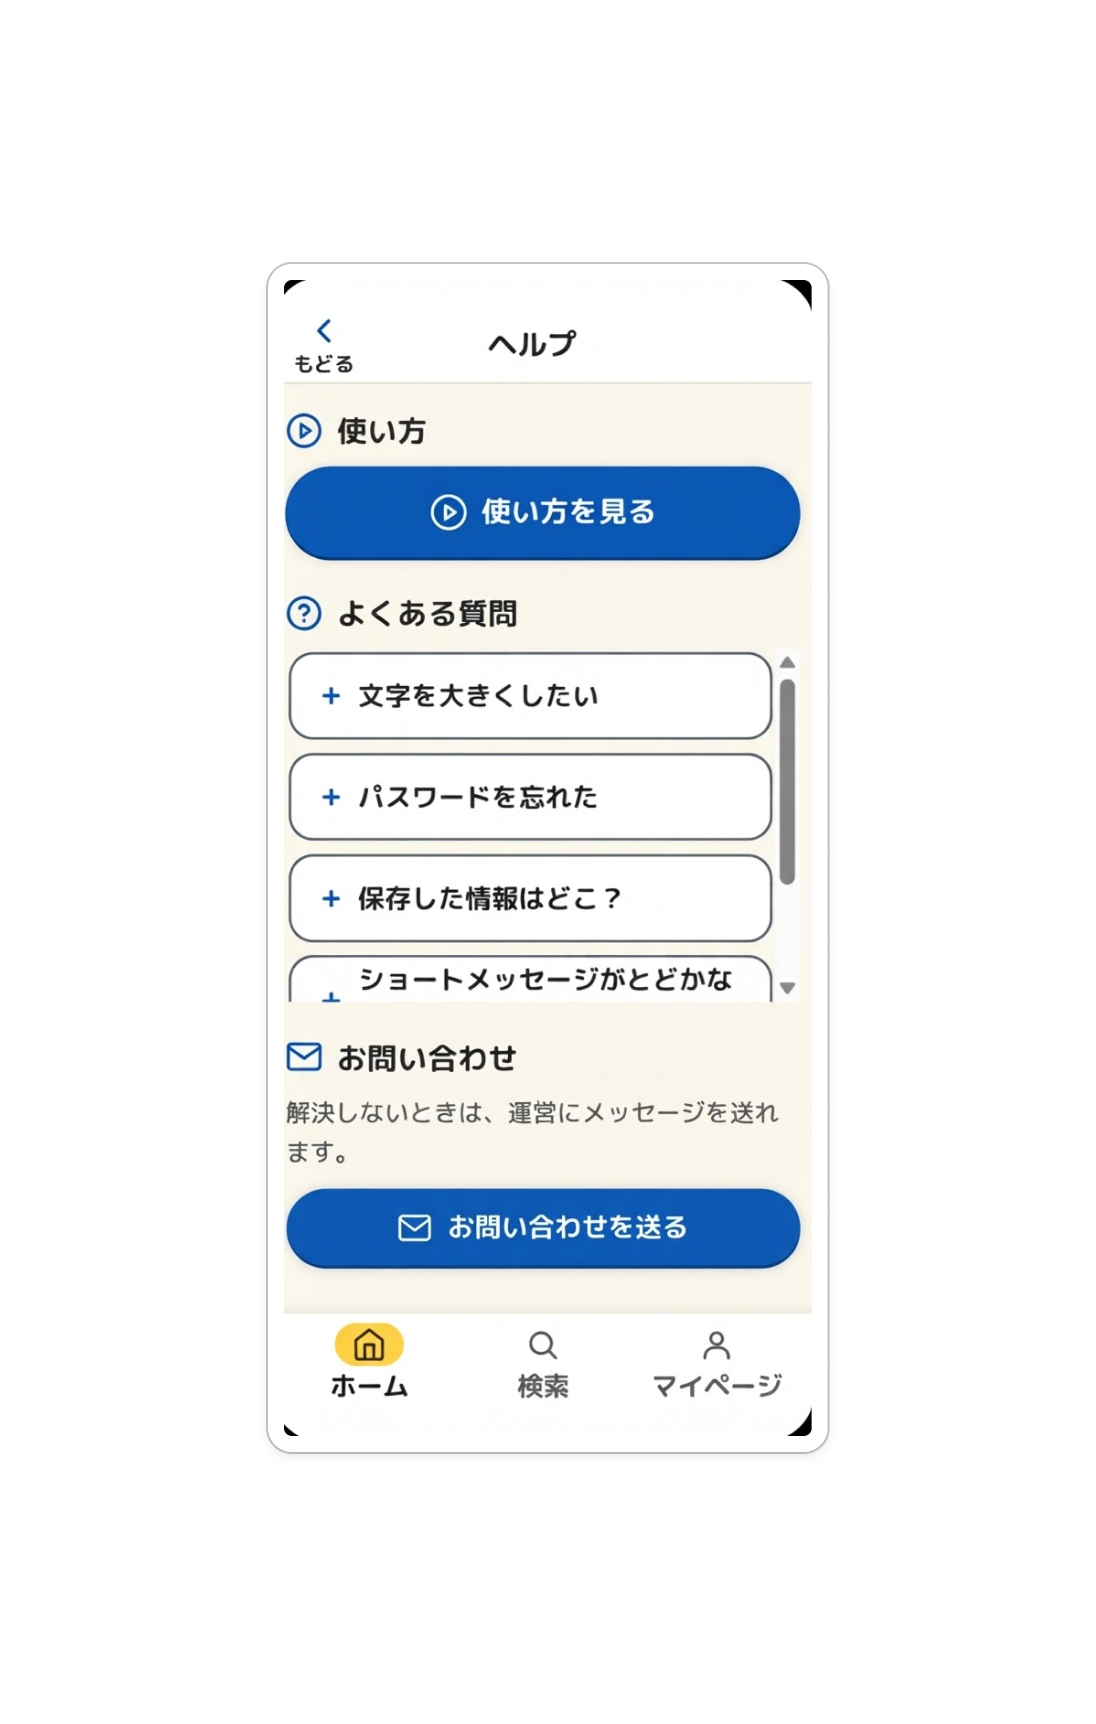 もどる
ヘルプ
使い方
使い方を見る
よくある質問
+ 文字を大きくしたい
+ パスワードを忘れた
+ 保存した情報はどこ？
+ ショートメッセージがとどかな
お問い合わせ
解決しないときは、運営にメッセージを送れ
ます。
お問い合わせを送る
ホーム
検索
マイページ